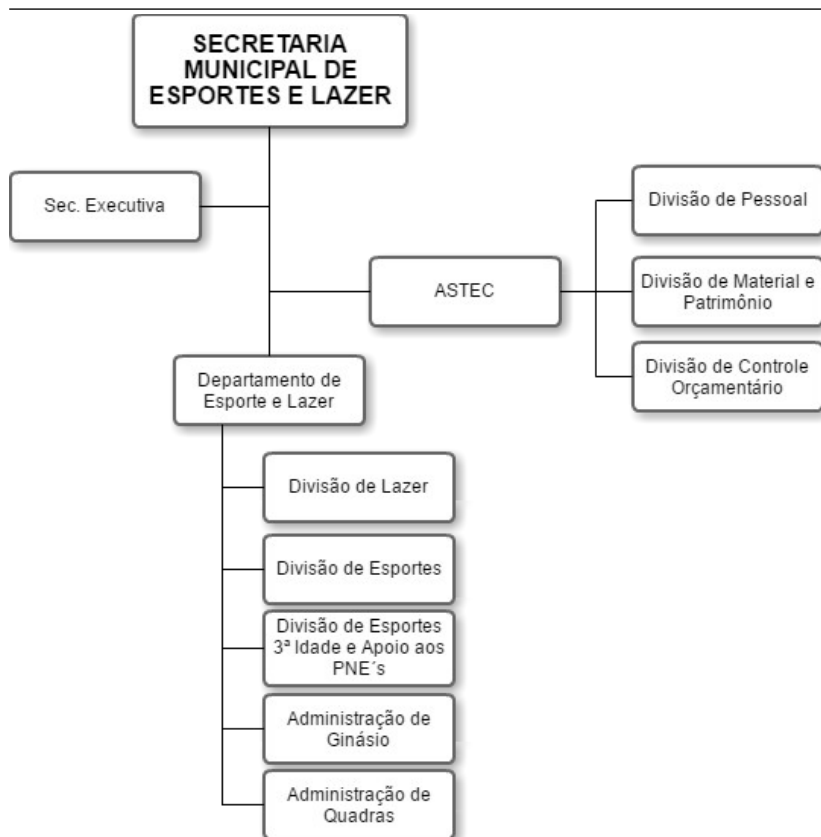 SECRETARIA
MUNICIPAL DE
ESPORTES E LAZER
Sec. Executiva
ASTEC
Divisão de Pessoal
Divisão de Material e
Patrimônio
Divisão de Controle
Orçamentário
Departamento de
Esporte e Lazer
Divisão de Lazer
Divisão de Esportes
Divisão de Esportes
3ª Idade e Apoio aos
PNE´s
Administração de
Ginásio
Administração de
Quadras